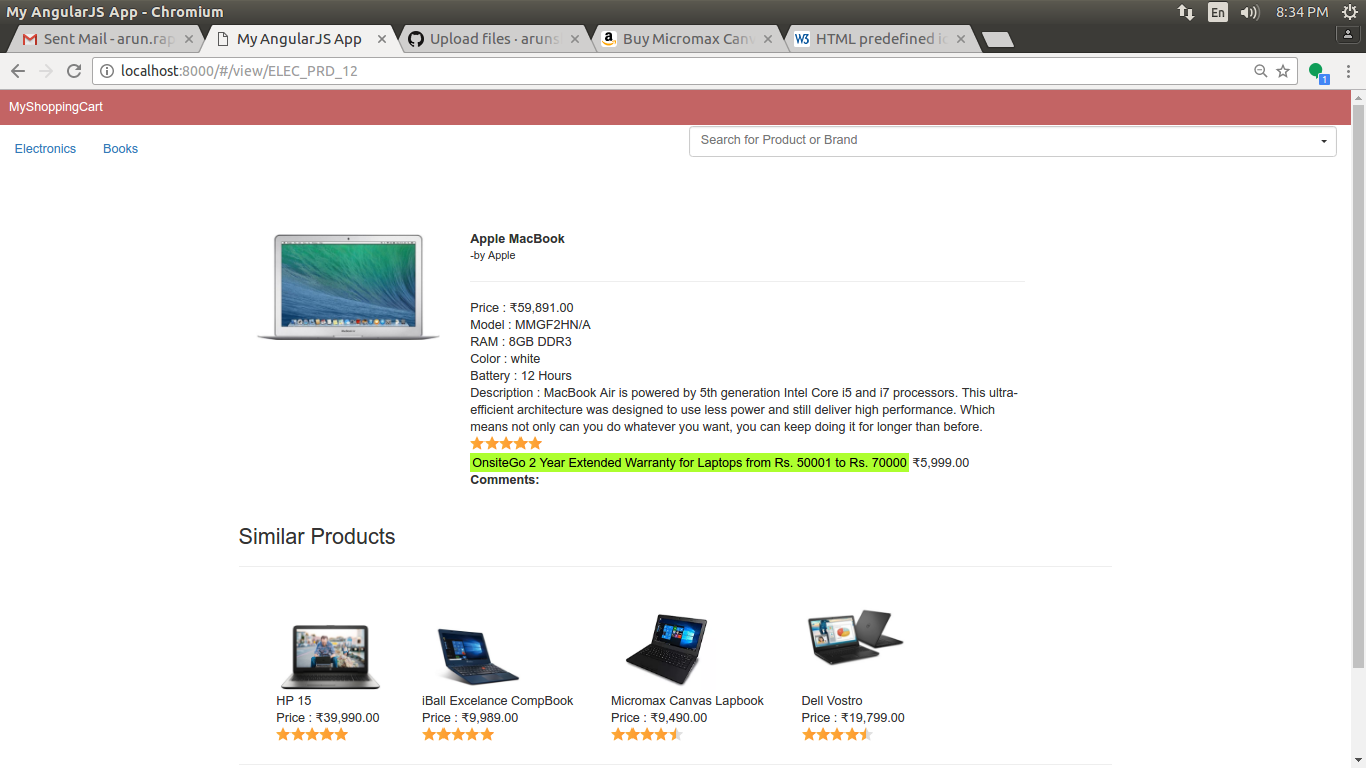 My AngularJS App - Chromium
En
8:34 PM
Sent Mail - arun.rap
My AngularJS App
Upload files · aruns
Buy Micromax Can
HTML predefined i
localhost:8000/#/view/ELEC_PRD_12
1
MyShoppingCart
Electronics Books
Search for Product or Brand
Apple MacBook
-by Apple
Price : ₹59,891.00
Model : MMGF2HN/A
RAM : 8GB DDR3
Color : white
Battery : 12 Hours
Description : MacBook Air is powered by 5th generation Intel Core i5 and i7 processors. This ultra-
efficient architecture was designed to use less power and still deliver high performance. Which
means not only can you do whatever you want, you can keep doing it for longer than before.
OnsiteGo 2 Year Extended Warranty for Laptops from Rs. 50001 to Rs. 70000 ₹5,999.00
Comments:
Similar Products
HP 15
Price : ₹39,990.00
iBall Excelance CompBook
Price : ₹9,989.00
Micromax Canvas Lapbook
Price : ₹9,490.00
Dell Vostro
Price : ₹19,799.00